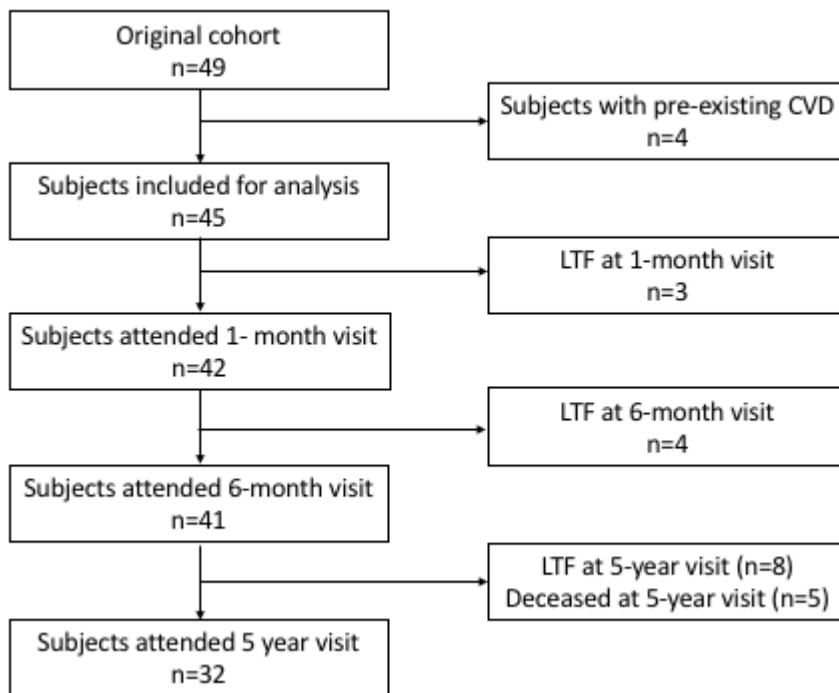 Original cohort
n=49
Subjects with pre-existing CVD
n=4
Subjects included for analysis
n=45
LTF at 1-month visit
n=3
Subjects attended 1- month visit
n=42
LTF at 6-month visit
n=4
Subjects attended 6-month visit
n=41
LTF at 5-year visit (n=8)
Deceased at 5-year visit (n=5)
Subjects attended 5 year visit
n=32